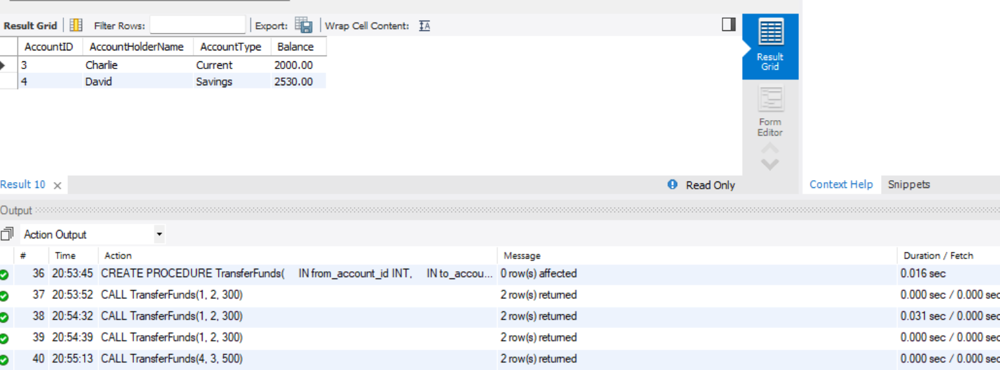 Result Grid Filter Rows: Export: Wrap Cell Content: IA
AccountID AccountHolderName AccountType Balance
3 Charlie Current 2000.00
4 David Savings 2530.00
Result
Grid
Form
Editor
Result 10 × Read Only Context Help Snippets
Output
Action Output
# Time Action Message Duration / Fetch
36 20:53:45 CREATE PROCEDURE TransferFunds( IN from_account_id INT, IN to_accou... 0 row(s) affected 0.016 sec
37 20:53:52 CALL TransferFunds(1, 2, 300) 2 row(s) returned 0.000 sec / 0.000 sec
38 20:54:32 CALL TransferFunds(1, 2, 300) 2 row(s) returned 0.031 sec / 0.000 sec
39 20:54:39 CALL TransferFunds(1, 2, 300) 2 row(s) returned 0.000 sec / 0.000 sec
40 20:55:13 CALL TransferFunds(4, 3, 500) 2 row(s) returned 0.000 sec / 0.000 sec